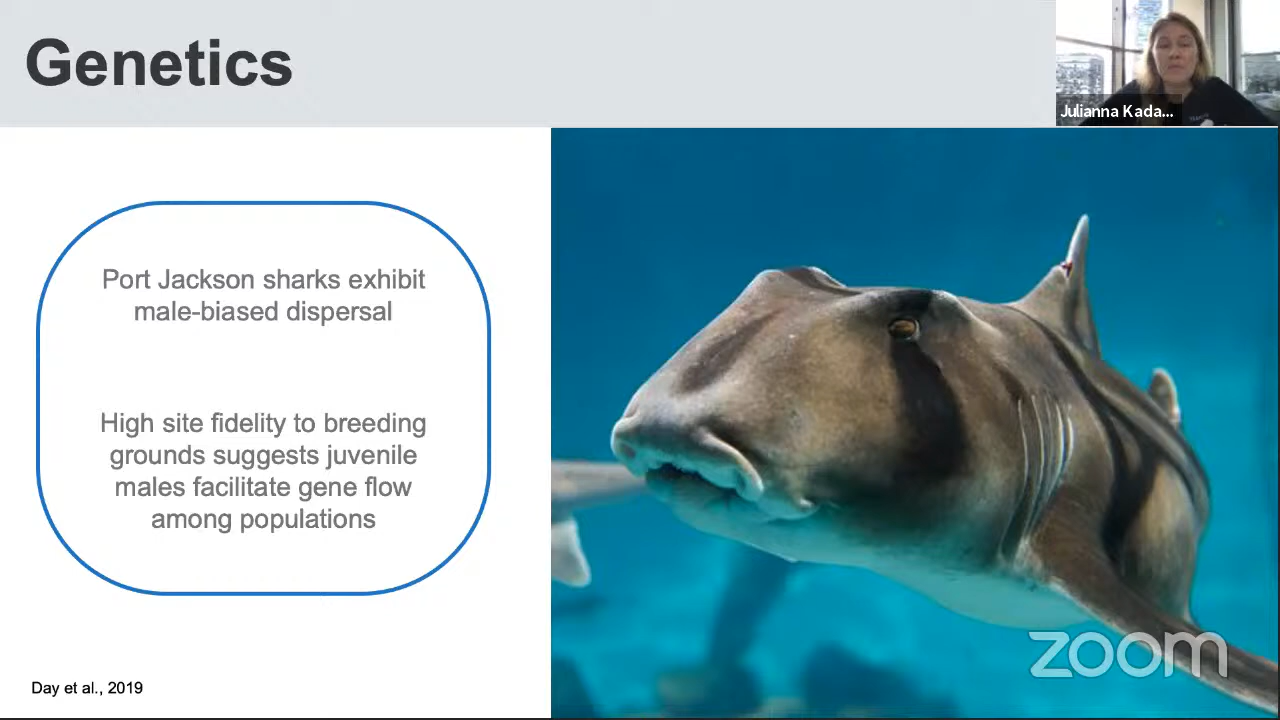 Genetics
Julianna Kada...
Port Jackson sharks exhibit
male-biased dispersal
High site fidelity to breeding
grounds suggests juvenile
males facilitate gene flow
among populations
Day et al., 2019
zoom